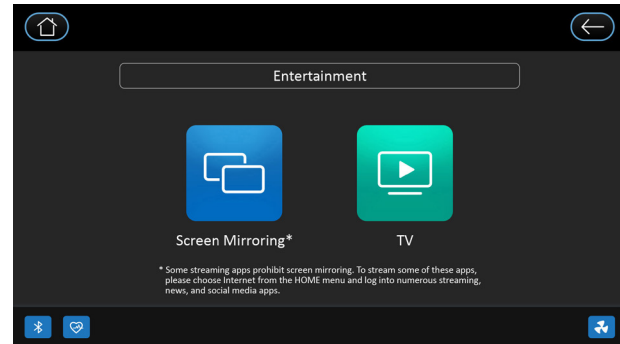 Entertainment
Screen Mirroring*
TV
* Some streaming apps prohibit screen mirroring. To stream some of these apps,
please choose Internet from the HOME menu and log into numerous streaming,
news, and social media apps.